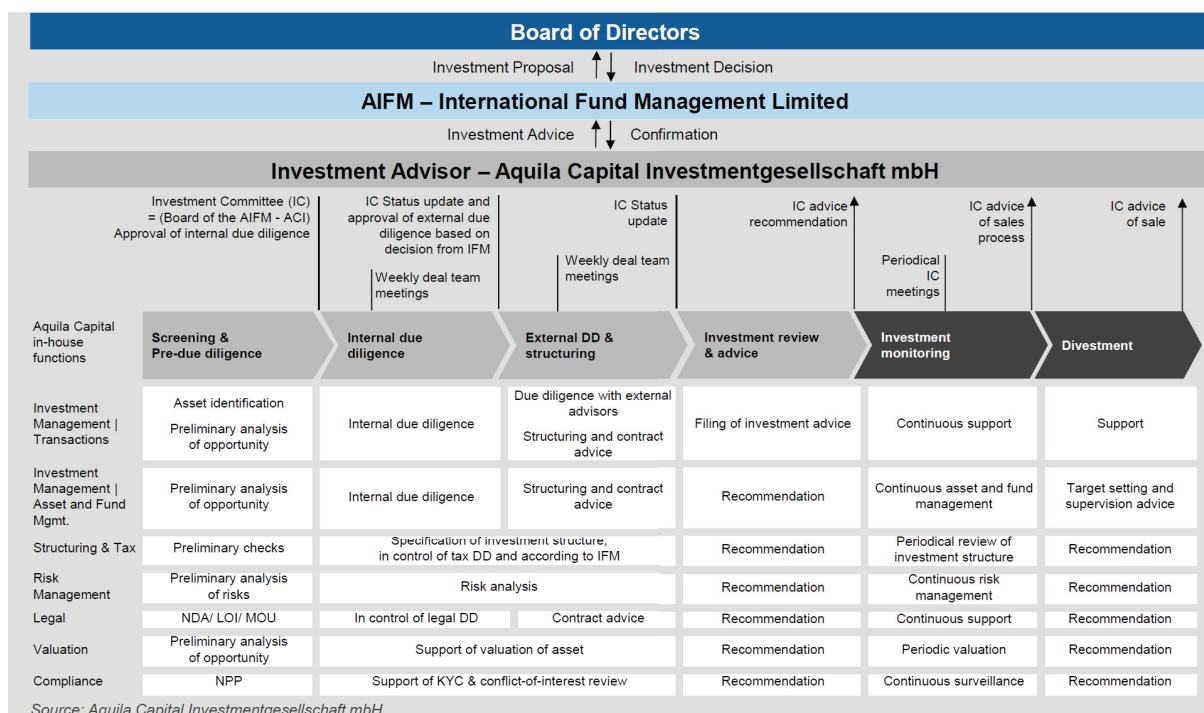 Board of Directors
Investment Proposal
Investment Decision
AIFM – International Fund Management Limited
Investment Advice
Confirmation
Investment Advisor – Aquila Capital Investmentgesellschaft mbH
Investment Committee (IC)
= (Board of the AIFM - ACI)
Approval of internal due diligence
IC Status update and
approval of external due
diligence based on
decision from IFM
Weekly deal team
meetings
IC Status
update
Weekly deal team
meetings
IC advice
recommendation
IC advice
of sales
process
Periodical
IC
meetings
IC advice
of sale
Aquila Capital
in-house
functions
Screening &
Pre-due diligence
Internal due
diligence
External DD &
structuring
Investment review
& advice
Investment
monitoring
Divestment
Investment
Management |
Transactions
Asset identification
Preliminary analysis
of opportunity
Internal due diligence
Due diligence with external
advisors
Structuring and contract
advice
Filing of investment advice
Continuous support
Support
Investment
Management |
Asset and Fund
Mgmt.
Preliminary analysis
of opportunity
Internal due diligence
Structuring and contract
advice
Recommendation
Continuous asset and fund
management
Target setting and
supervision advice
Structuring & Tax
Preliminary checks
Specification of investment structure,
in control of tax DD and according to IFM
Recommendation
Periodical review of
investment structure
Recommendation
Risk
Management
Preliminary analysis
of risks
Risk analysis
Recommendation
Continuous risk
management
Recommendation
Legal
NDA/ LOI/ MOU
In control of legal DD
Contract advice
Recommendation
Continuous support
Recommendation
Valuation
Preliminary analysis
of opportunity
Support of valuation of asset
Recommendation
Periodic valuation
Recommendation
Compliance
NPP
Support of KYC & conflict-of-interest review
Recommendation
Continuous surveillance
Recommendation
Source: Aquila Capital Investmentgesellschaft mbH